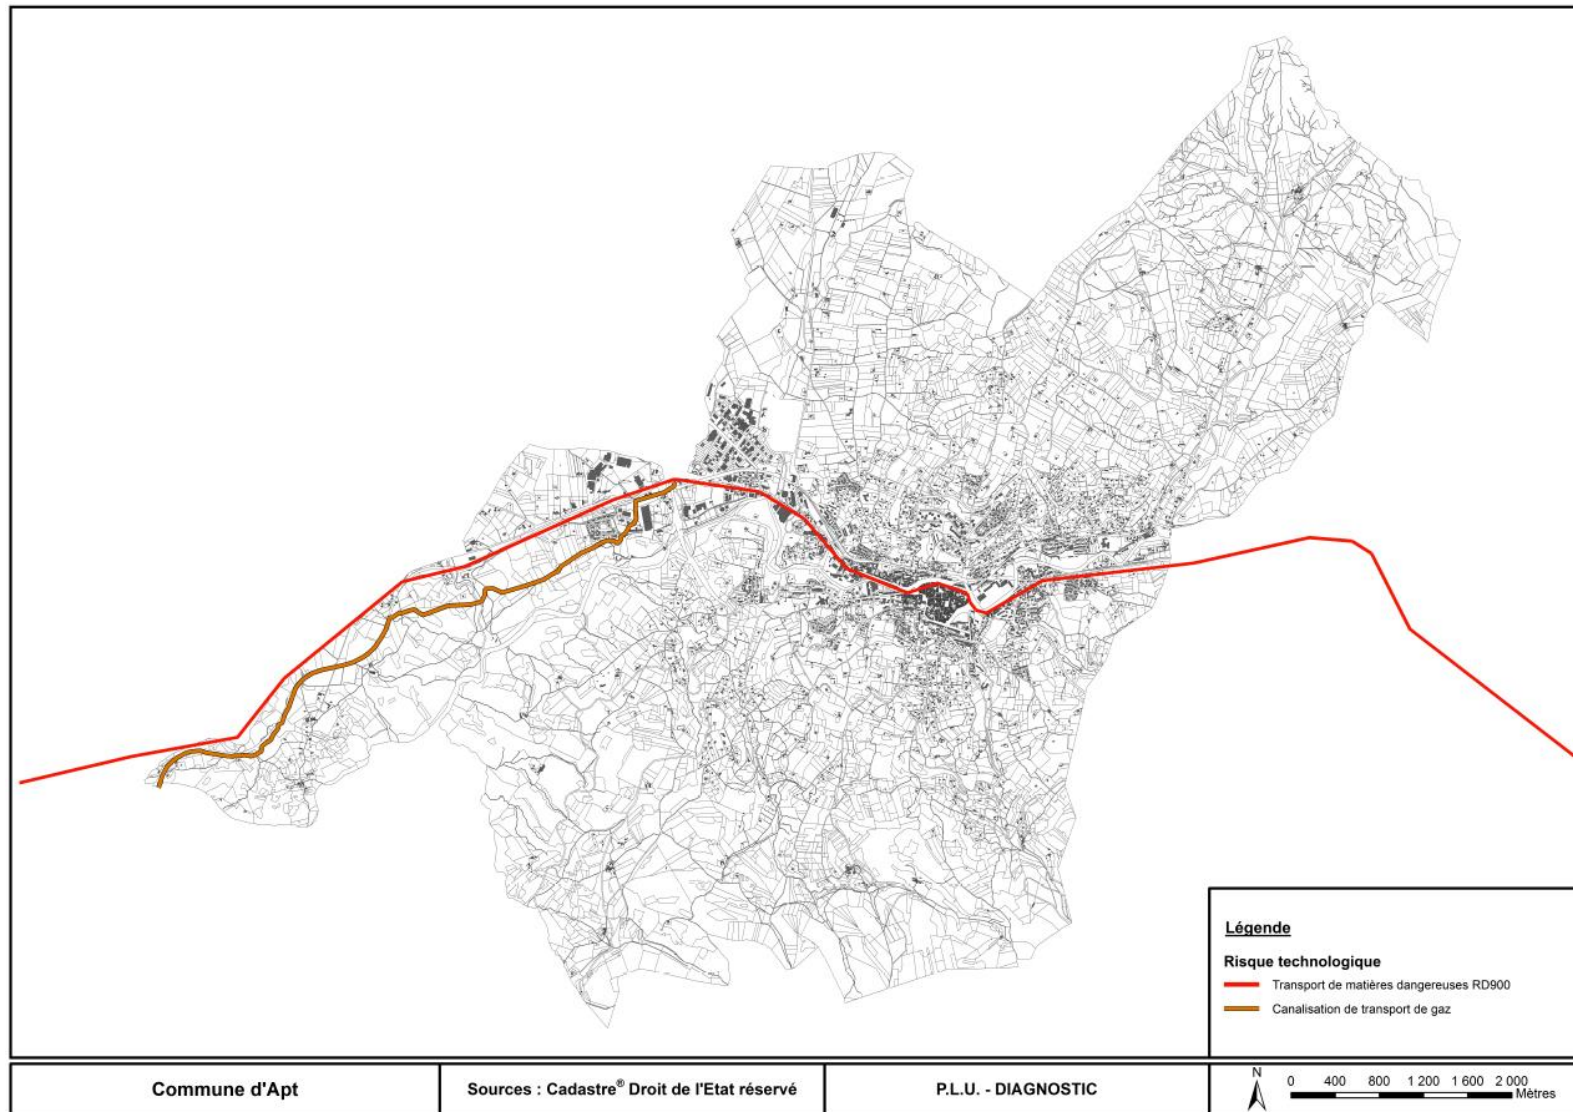 Légende
Risque technologique
Transport de matières dangereuses RD900
Canalisation de transport de gaz
Commune d'Apt
Sources : Cadastre® Droit de l'Etat réservé
P.L.U. - DIAGNOSTIC
N
0 400 800 1 200 1 600 2 000
Mètres